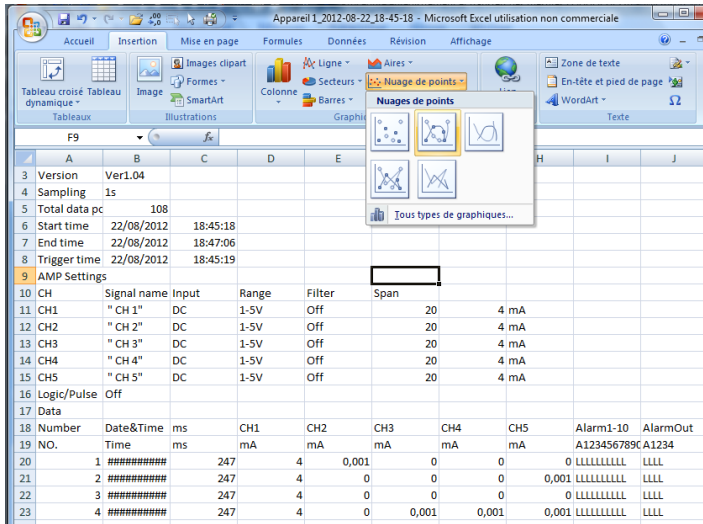 Appareil 1_2012-08-22_18-45-18 - Microsoft Excel utilisation non commerciale
Accueil Insertion Mise en page Formules Données Révision Affichage
Tableau croisé dynamique Tableau
Tableaux
Image
Images clipart
Formes
SmartArt
Illustrations
Colonne
Ligne
Secteurs
Barres
Aires
Nuage de points
Zone de texte
En-tête et pied de page
WordArt
Ω
Texte
Nuages de points
Tous types de graphiques...
F9 fx
A B C D E H I J
3 Version Ver1.04
4 Sampling 1s
5 Total data po 108
6 Start time 22/08/2012 18:45:18
7 End time 22/08/2012 18:47:06
8 Trigger time 22/08/2012 18:45:19
9 AMP Settings
10 CH Signal name Input Range Filter Span
11 CH1 " CH 1" DC 1-5V Off 20 4 mA
12 CH2 " CH 2" DC 1-5V Off 20 4 mA
13 CH3 " CH 3" DC 1-5V Off 20 4 mA
14 CH4 " CH 4" DC 1-5V Off 20 4 mA
15 CH5 " CH 5" DC 1-5V Off 20 4 mA
16 Logic/Pulse Off
17 Data
18 Number Date&Time ms CH1 CH2 CH3 CH4 CH5 Alarm1-10 AlarmOut
19 NO. Time ms mA mA mA mA mA A1234567890 A1234
20 1 ########## 247 4 0,001 0 0 0 LLLLLLLLLL LLLL
21 2 ########## 247 4 0 0 0 0,001 LLLLLLLLLL LLLL
22 3 ########## 247 4 0 0 0 0 LLLLLLLLLL LLLL
23 4 ########## 247 4 0 0,001 0,001 0,001 LLLLLLLLLL LLLL